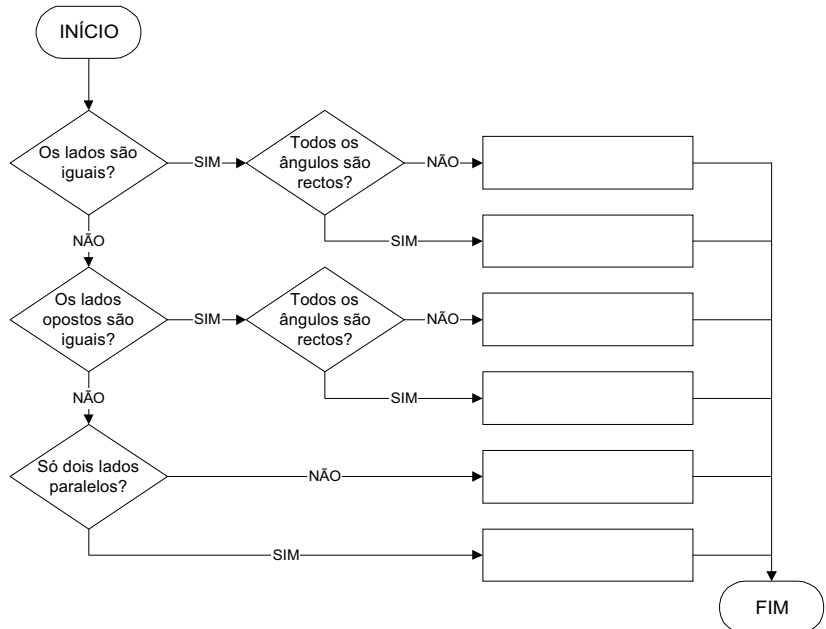 INÍCIO
Os lados são
iguais?
SIM
Todos os
ângulos são
rectos?
NÃO
SIM
NÃO
Os lados
opostos são
iguais?
SIM
Todos os
ângulos são
rectos?
NÃO
SIM
NÃO
Só dois lados
paralelos?
NÃO
SIM
FIM